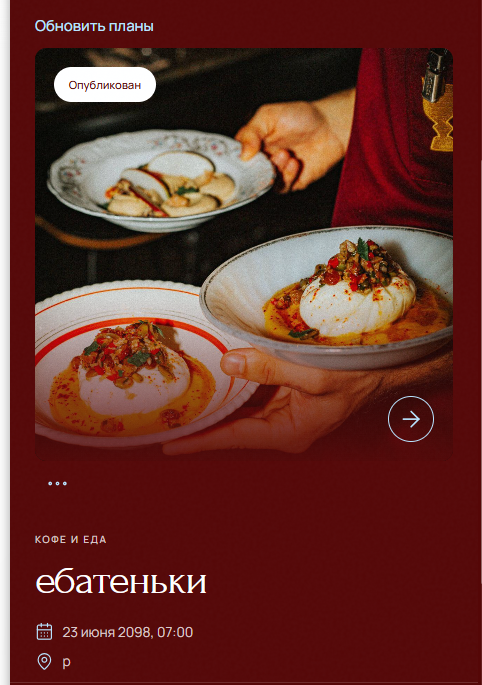 Обновить планы
Опубликован
КОФЕ И ЕДА
ебатеньки
23 июня 2098, 07:00
р